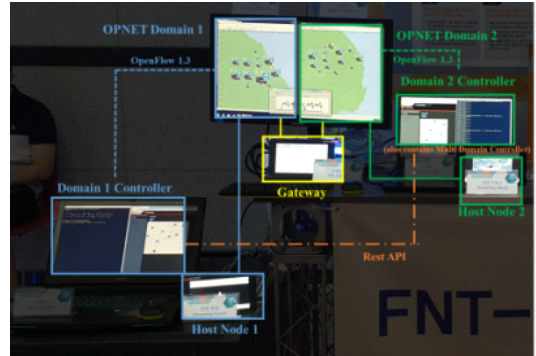 OPNET Domain 1
OPNET Domain 2
OpenFlow 1.3
OpenFlow 1.3
Domain 2 Controller
(also contains Multi Domain Controller)
Gateway
Domain 1 Controller
Host Node 2
Rest API
Host Node 1
FNT-